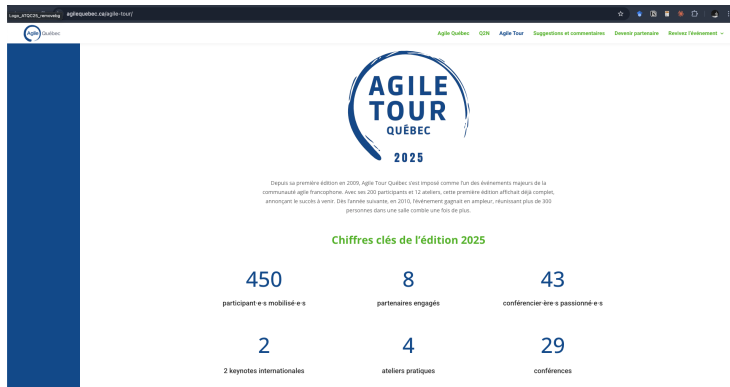 Logo_ATQC25_removebg agilequebec.ca/agile-tour/
Agile Québec
Agile Québec Q2N Agile Tour Suggestions et commentaires Devenir partenaire Revivez l'événement
AGILE
TOUR
QUÉBEC
2025
Depuis sa première édition en 2009, Agile Tour Québec s'est imposé comme l'un des événements majeurs de la
communauté agile francophone. Avec ses 200 participants et 12 ateliers, cette première édition affichait déjà complet,
annonçant le succès à venir. Dès l'année suivante, en 2010, l'événement gagnait en ampleur, réunissant plus de 300
personnes dans une salle comble une fois de plus.
Chiffres clés de l'édition 2025
450 8 43
participant·e·s mobilisé·e·s partenaires engagés conférencier·ère·s passionné·e·s
2 4 29
2 keynotes internationales ateliers pratiques conférences